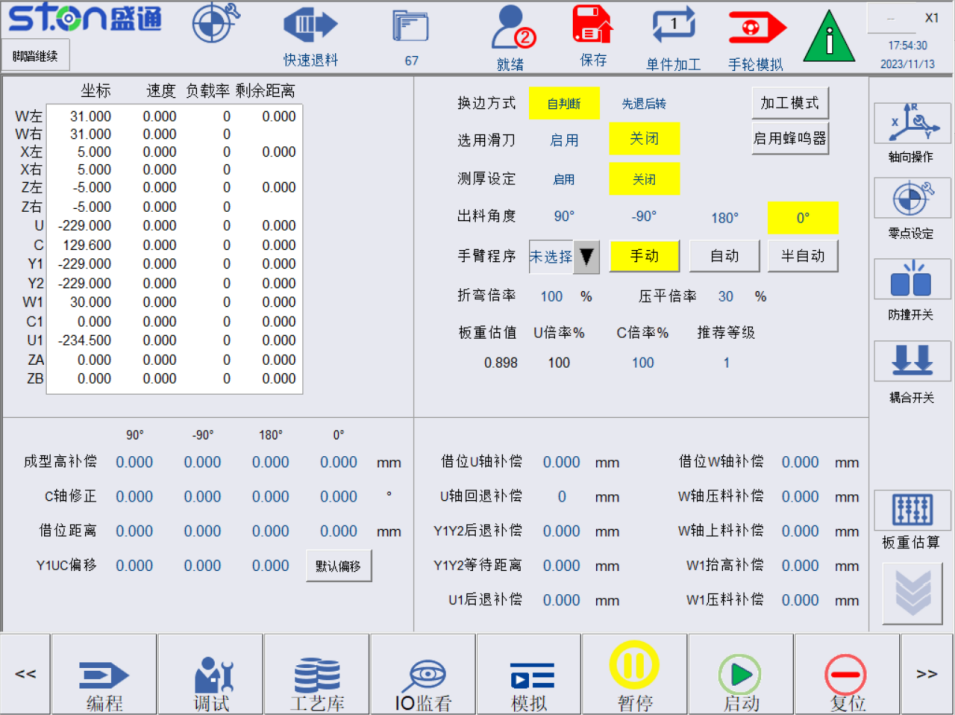 STON盛通
脚踏继续
快速退料
67
2
就绪
保存
1
单件加工
手轮模拟
--
X1
17:54:30
2023/11/13
坐标 速度 负载率 剩余距离
W左 31.000 0.000 0 0.000
W右 31.000 0.000 0
X左 5.000 0.000 0 0.000
X右 5.000 0.000 0
Z左 -5.000 0.000 0 0.000
Z右 -5.000 0.000 0
U -229.000 0.000 0 0.000
C 129.600 0.000 0 0.000
Y1 -229.000 0.000 0 0.000
Y2 -229.000 0.000 0 0.000
W1 30.000 0.000 0 0.000
C1 0.000 0.000 0 0.000
U1 -234.500 0.000 0 0.000
ZA 0.000 0.000 0 0.000
ZB 0.000 0.000 0 0.000
换边方式 自判断 先退后转 加工模式
选用滑刀 启用 关闭 启用蜂鸣器
测厚设定 启用 关闭
出料角度 90° -90° 180° 0°
手臂程序 未选择 ▼ 手动 自动 半自动
折弯倍率 100 % 压平倍率 30 %
板重估值 U倍率% C倍率% 推荐等级
0.898 100 100 1
R
X
Y
轴向操作
零点设定
防撞开关
耦合开关
板重估算
90° -90° 180° 0°
成型高补偿 0.000 0.000 0.000 0.000 mm
C轴修正 0.000 0.000 0.000 0.000 °
借位距离 0.000 0.000 0.000 0.000 mm
Y1UC偏移 0.000 0.000 0.000 默认偏移
借位U轴补偿 0.000 mm 借位W轴补偿 0.000 mm
U轴回退补偿 0 mm W轴压料补偿 0.000 mm
Y1Y2后退补偿 0.000 mm W轴上料补偿 0.000 mm
Y1Y2等待距离 0.000 mm W1抬高补偿 0.000 mm
U1后退补偿 0.000 mm W1压料补偿 0.000 mm
<< 编程 调试 工艺库 IO监看 模拟 暂停 启动 复位 >>